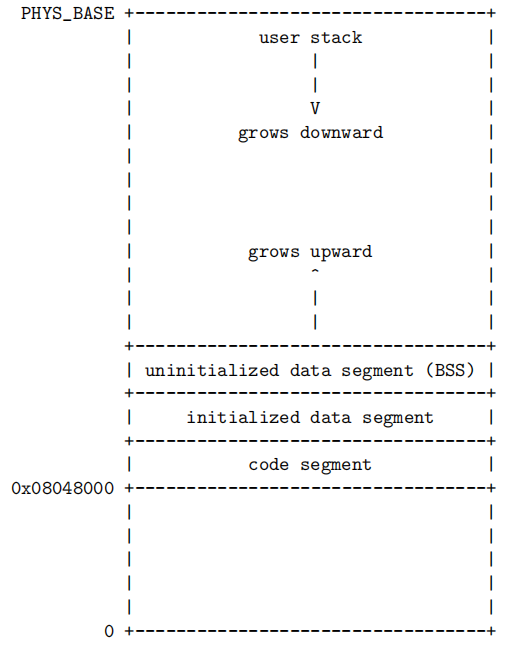 PHYS_BASE
user stack
V
grows downward
grows upward
^
uninitialized data segment (BSS)
initialized data segment
code segment
0x08048000
0